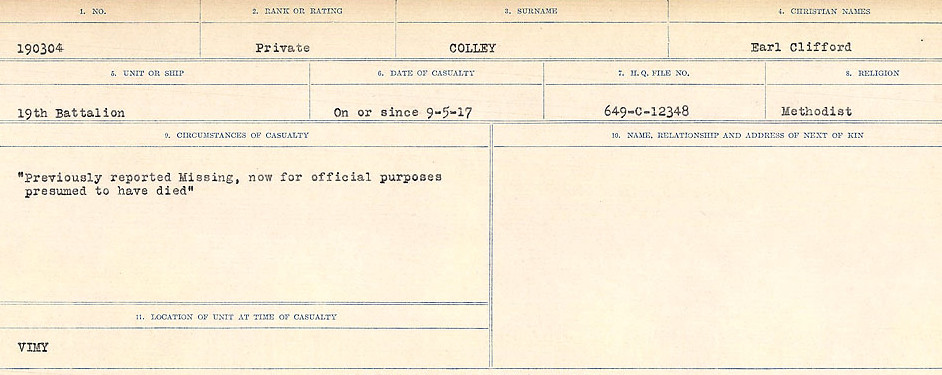 1. NO.
2. RANK OR RATING
3. SURNAME
4. CHRISTIAN NAMES
190304
Private
COLLEY
Earl Clifford
5. UNIT OR SHIP
6. DATE OF CASUALTY
7. H.Q. FILE NO.
8. RELIGION
19th Battalion
On or since 9-5-17
649-C-12348
Methodist
9. CIRCUMSTANCES OF CASUALTY
10. NAME, RELATIONSHIP AND ADDRESS OF NEXT OF KIN
"Previously reported Missing, now for official purposes
presumed to have died"
11. LOCATION OF UNIT AT TIME OF CASUALTY
VIMY